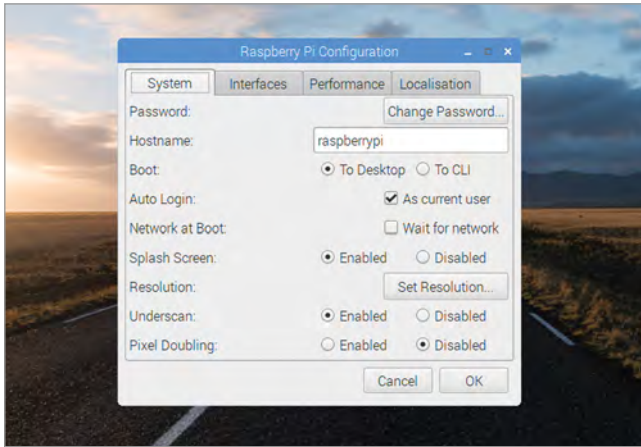 Raspberry Pi Configuration
System Interfaces Performance Localisation
Password: Change Password...
Hostname: raspberrypi
Boot: To Desktop To CLI
Auto Login: As current user
Network at Boot: Wait for network
Splash Screen: Enabled Disabled
Resolution: Set Resolution...
Underscan: Enabled Disabled
Pixel Doubling: Enabled Disabled
Cancel OK